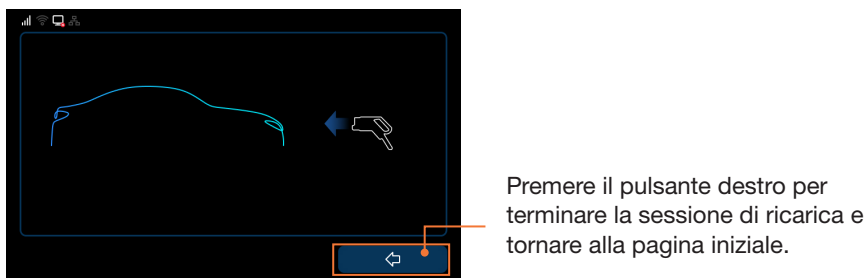 Premere il pulsante destro per
terminare la sessione di ricarica e
tornare alla pagina iniziale.